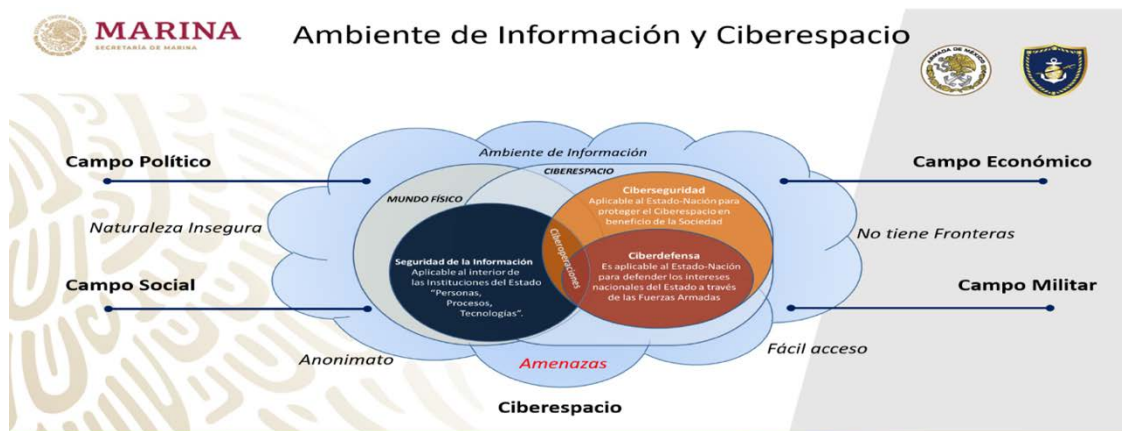 MARINA
SECRETARÍA DE MARINA
Ambiente de Información y Ciberespacio
ARMADA DE MÉXICO
Campo Político
Campo Económico
Ambiente de Información
CIBERESPACIO
MUNDO FÍSICO
Ciberseguridad
Aplicable al Estado-Nación para
proteger el Ciberespacio en
beneficio de la Sociedad
Naturaleza Insegura
No tiene Fronteras
Ciberoperaciones
Seguridad de la Información
Aplicable al interior de
las Instituciones del Estado
“Personas,
Procesos,
Tecnologías”.
Ciberdefensa
Es aplicable al Estado-Nación
para defender los intereses
nacionales del Estado a través
de las Fuerzas Armadas
Campo Social
Campo Militar
Anonimato
Amenazas
Fácil acceso
Ciberespacio